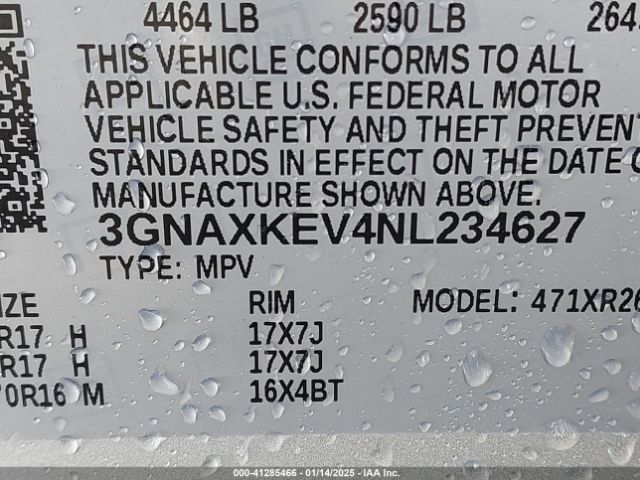 4464 LB 2590 LB 264
THIS VEHICLE CONFORMS TO ALL
APPLICABLE U.S. FEDERAL MOTOR
VEHICLE SAFETY AND THEFT PREVENT
STANDARDS IN EFFECT ON THE DATE O
MANUFACTURE SHOWN ABOVE.
3GNAXKEV4NL234627
TYPE: MPV
IZE RIM MODEL: 471XR26
R17 H 17X7J
R17 H 17X7J
70R16 M 16X4BT
000-41285466 - 01/14/2025 - IAA Inc.